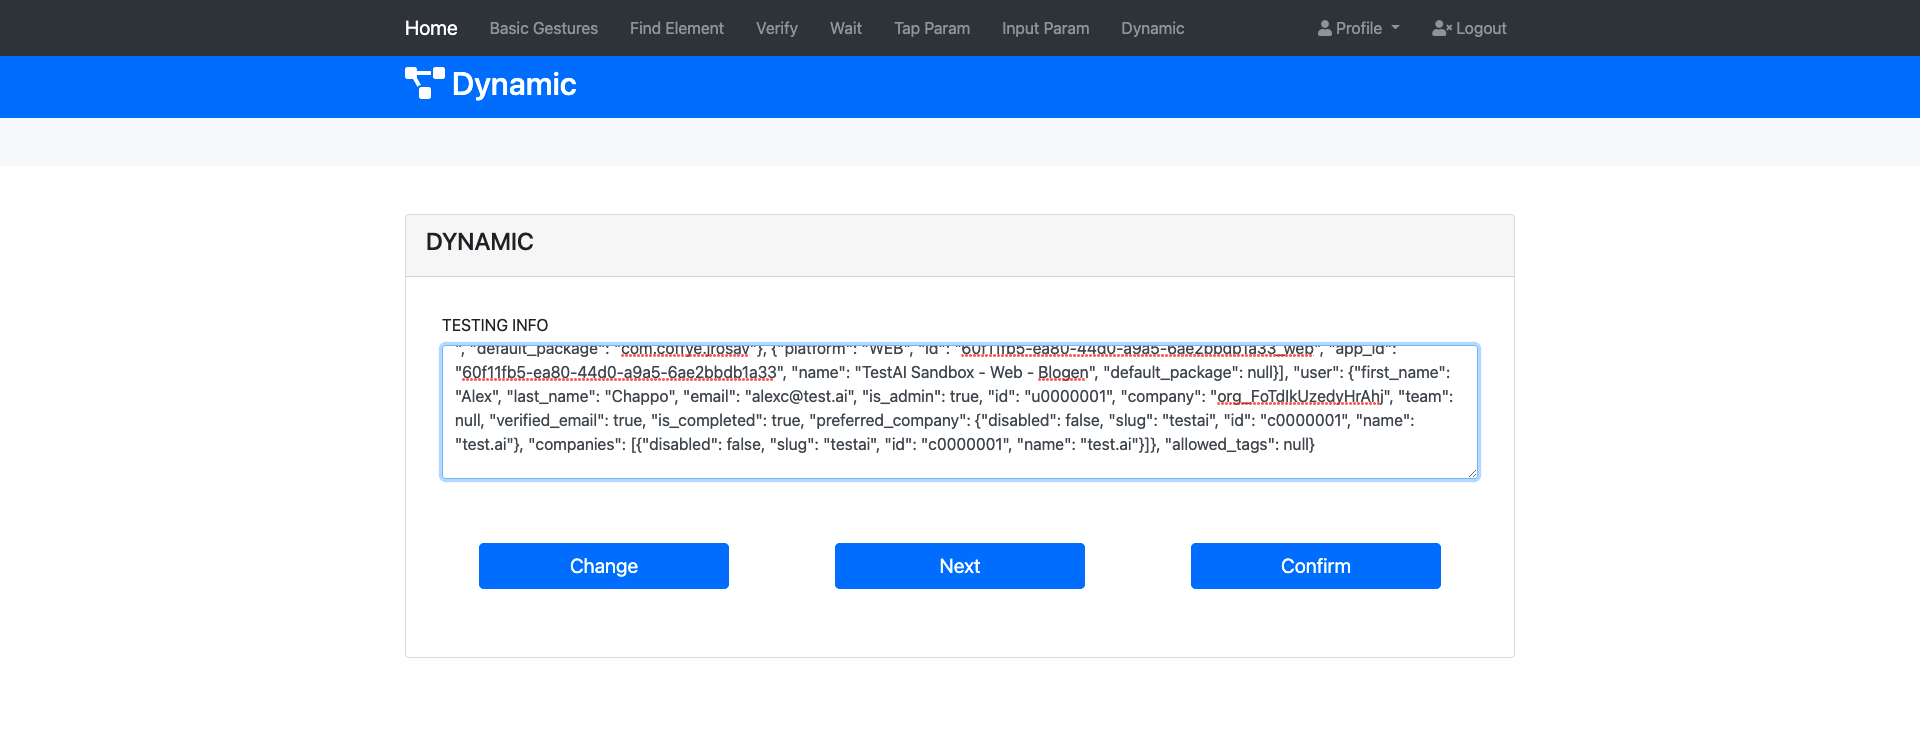 Home Basic Gestures Find Element Verify Wait Tap Param Input Param Dynamic Profile Logout
Dynamic
DYNAMIC
TESTING INFO
", "default_package": "com.coffye.jrosav"}, {"platform": "WEB", "id": "60f11fb5-ea80-44d0-a9a5-6ae2bbdb1a33_web", "app_id":
"60f11fb5-ea80-44d0-a9a5-6ae2bbdb1a33", "name": "TestAI Sandbox - Web - Blogen", "default_package": null}], "user": {"first_name":
"Alex", "last_name": "Chappo", "email": "alexc@test.ai", "is_admin": true, "id": "u0000001", "company": "org_FoTdlkUzedyHrAhj", "team":
null, "verified_email": true, "is_completed": true, "preferred_company": {"disabled": false, "slug": "testai", "id": "c0000001", "name":
"test.ai"}, "companies": [{"disabled": false, "slug": "testai", "id": "c0000001", "name": "test.ai"}]}, "allowed_tags": null}
Change Next Confirm